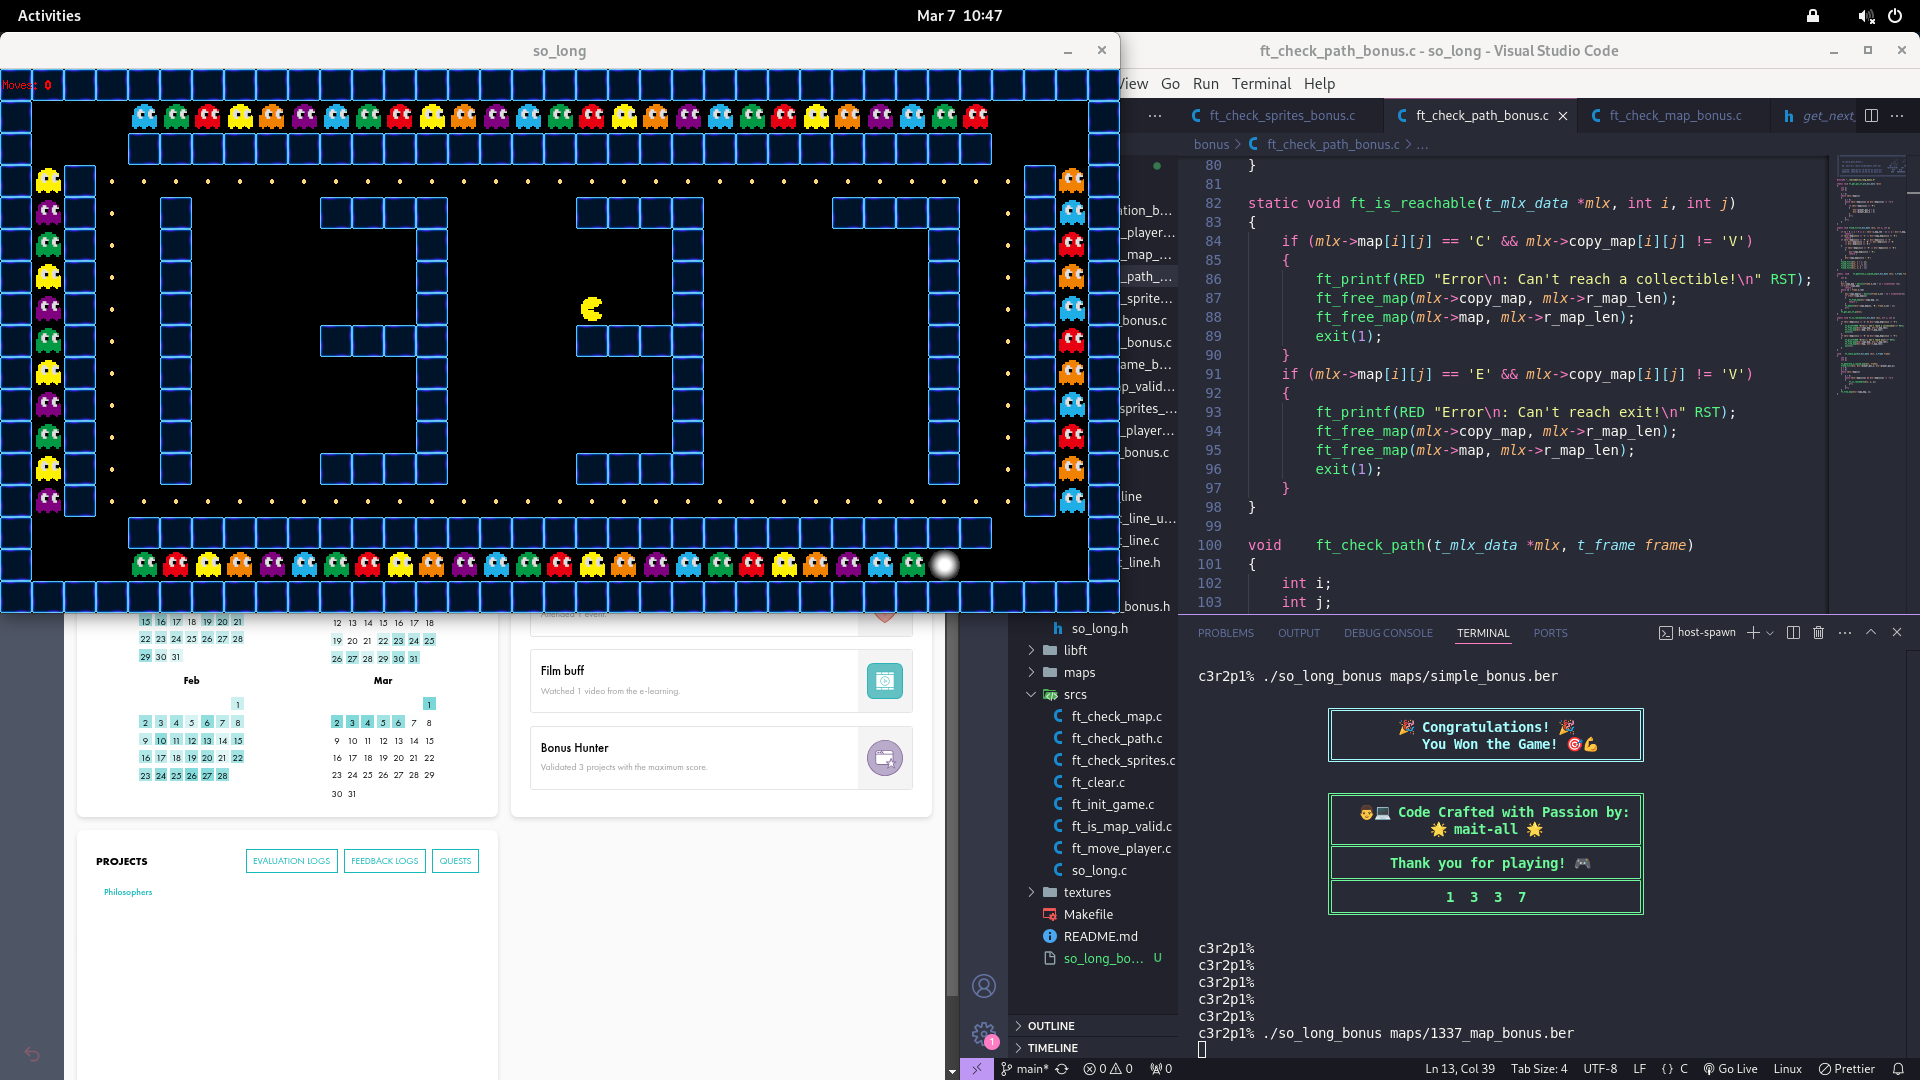 Activities
Mar 7 10:47
so_long
ft_check_path_bonus.c - so_long - Visual Studio Code
Moves: 0
View Go Run Terminal Help
ft_check_sprites_bonus.c
ft_check_path_bonus.c
ft_check_map_bonus.c
get_next_
bonus > ft_check_path_bonus.c > ...
80 }
81
82 static void ft_is_reachable(t_mlx_data *mlx, int i, int j)
83 {
84 if (mlx->map[i][j] == 'C' && mlx->copy_map[i][j] != 'V')
85 {
86 ft_printf(RED "Error\n: Can't reach a collectible!\n" RST);
87 ft_free_map(mlx->copy_map, mlx->r_map_len);
88 ft_free_map(mlx->map, mlx->r_map_len);
89 exit(1);
90 }
91 if (mlx->map[i][j] == 'E' && mlx->copy_map[i][j] != 'V')
92 {
93 ft_printf(RED "Error\n: Can't reach exit!\n" RST);
94 ft_free_map(mlx->copy_map, mlx->r_map_len);
95 ft_free_map(mlx->map, mlx->r_map_len);
96 exit(1);
97 }
98 }
99
100 void ft_check_path(t_mlx_data *mlx, t_frame frame)
101 {
102 int i;
103 int j;
ation_b...
_player...
_map_...
_path_...
_sprite...
bonus.c
_bonus.c
ame_b...
p_valid...
sprites_...
_player...
_bonus.c
line
t_line_u...
t_line.c
t_line.h
_bonus.h
so_long.h
libft
maps
srcs
ft_check_map.c
ft_check_path.c
ft_check_sprites.c
ft_clear.c
ft_init_game.c
ft_is_map_valid.c
ft_move_player.c
so_long.c
textures
Makefile
README.md
so_long_bo... U
OUTLINE
TIMELINE
PROBLEMS OUTPUT DEBUG CONSOLE TERMINAL PORTS
host-spawn
c3r2p1% ./so_long_bonus maps/simple_bonus.ber
🎉 Congratulations! 🎉
You Won the Game! 🎯💪
👨💻 Code Crafted with Passion by:
🌟 mait-all 🌟
Thank you for playing! 🎮
1 3 3 7
c3r2p1%
c3r2p1%
c3r2p1%
c3r2p1%
c3r2p1%
c3r2p1% ./so_long_bonus maps/1337_map_bonus.ber
15 16 17 18 19 20 21
22 23 24 25 26 27 28
29 30 31
12 13 14 15 16 17 18
19 20 21 22 23 24 25
26 27 28 29 30 31
Feb
1
2 3 4 5 6 7 8
9 10 11 12 13 14 15
16 17 18 19 20 21 22
23 24 25 26 27 28
Mar
1
2 3 4 5 6 7 8
9 10 11 12 13 14 15
16 17 18 19 20 21 22
23 24 25 26 27 28 29
30 31
Attended 1 event.
Film buff
Watched 1 video from the e-learning.
Bonus Hunter
Validated 3 projects with the maximum score.
PROJECTS
EVALUATION LOGS
FEEDBACK LOGS
QUESTS
Philosophers
1
main* 0 0 0
Ln 13, Col 39 Tab Size: 4 UTF-8 LF {} C Go Live Linux Prettier